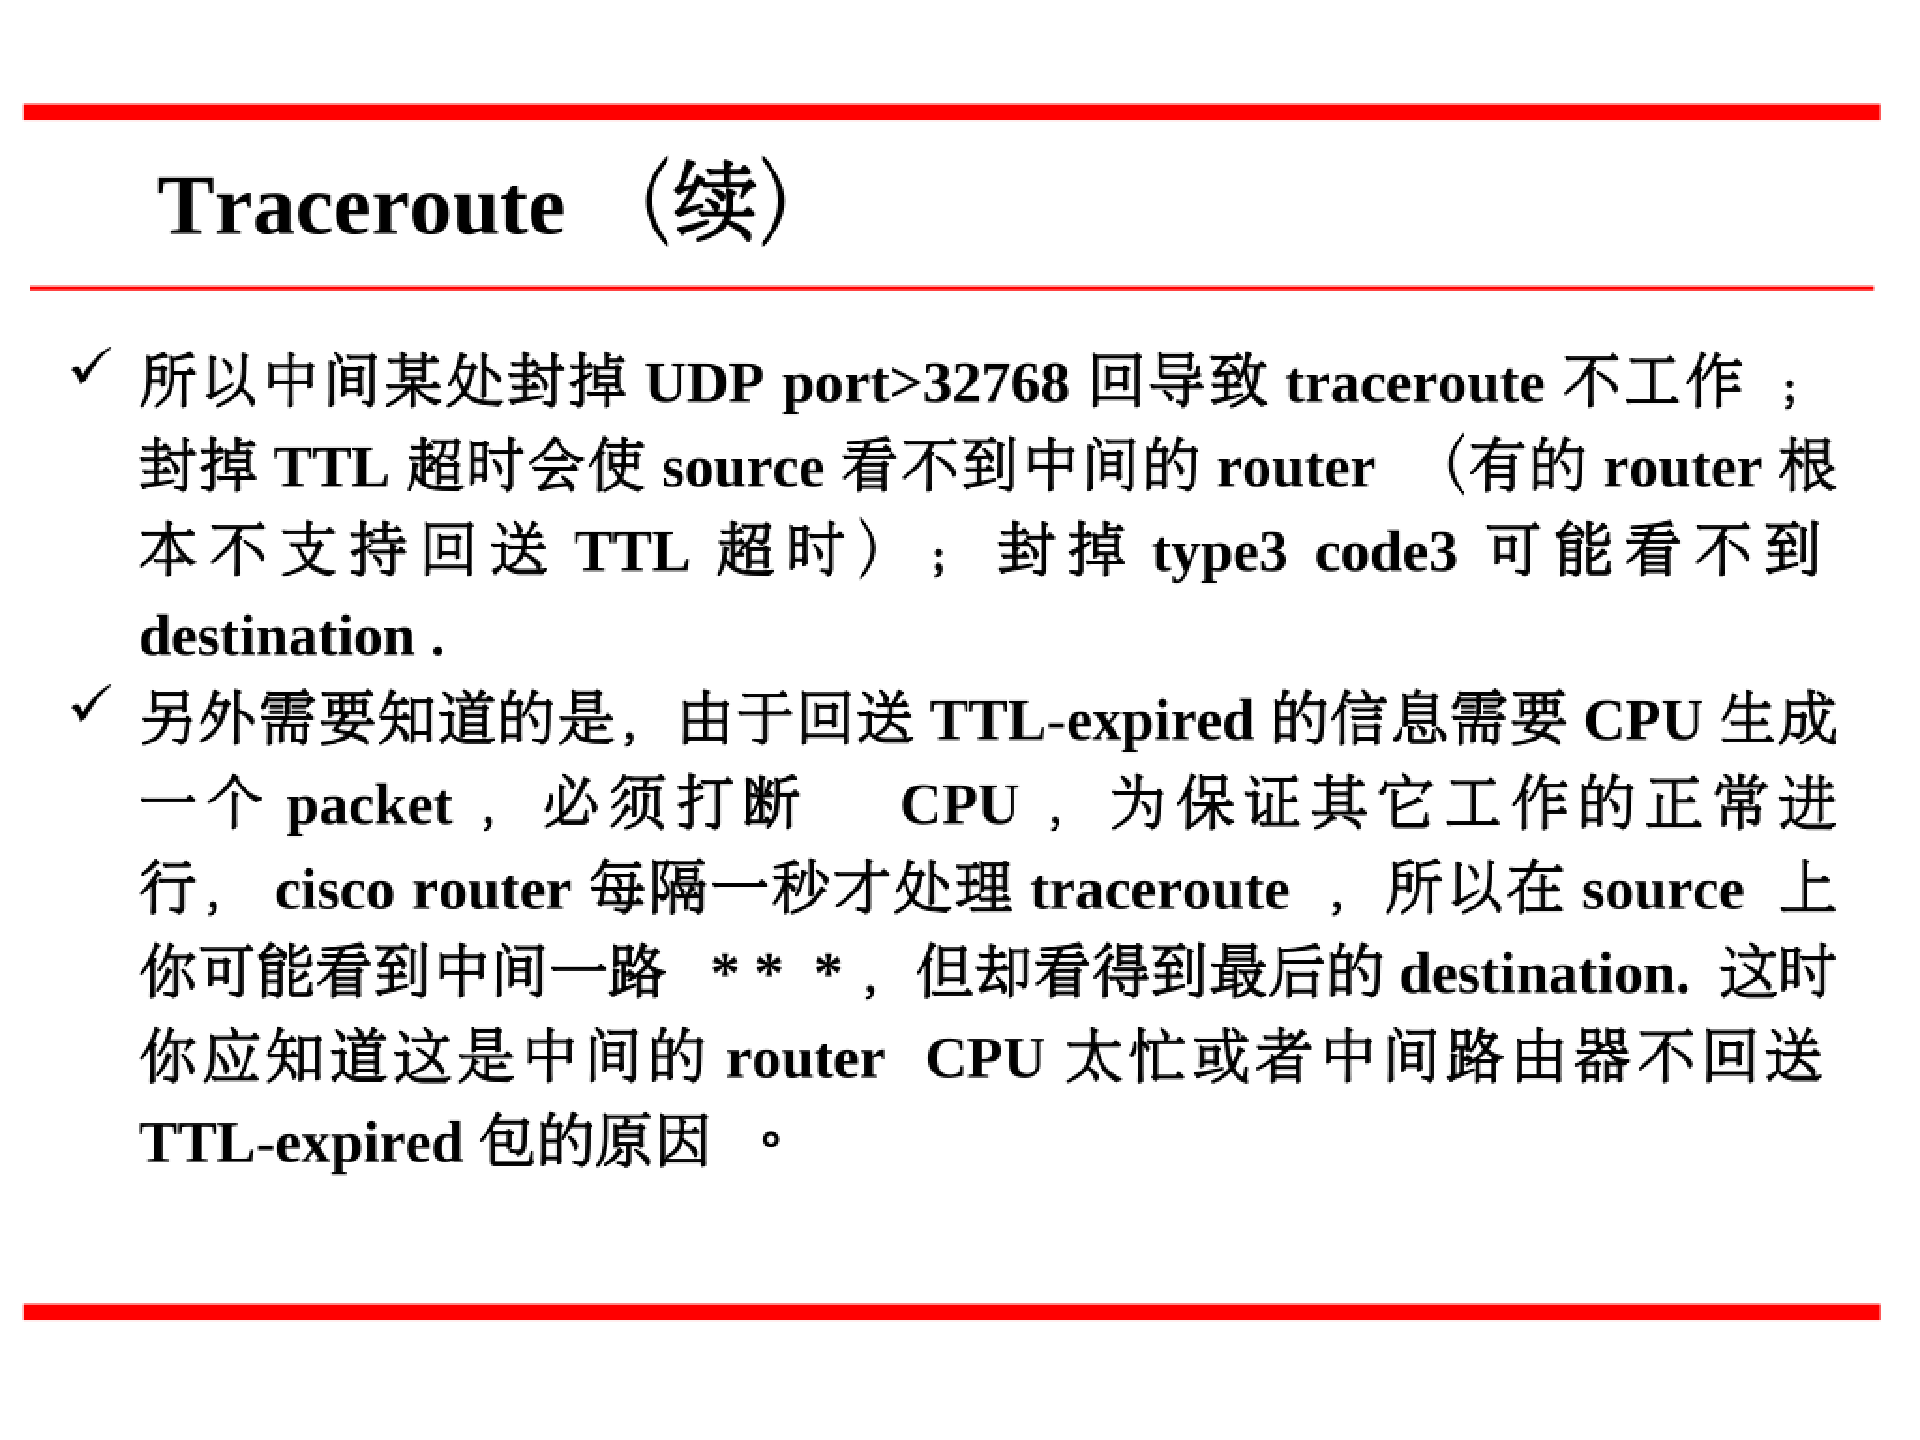 Traceroute （续）
所以中间某处封掉 UDP port>32768 回导致 traceroute 不工作 ；
封掉 TTL 超时会使 source 看不到中间的 router （有的 router 根
本不支持回送 TTL 超时）；封掉 type3 code3 可能看不到
destination .
另外需要知道的是，由于回送 TTL-expired 的信息需要 CPU 生成
一个 packet ，必须打断 CPU ，为保证其它工作的正常进
行， cisco router 每隔一秒才处理 traceroute ，所以在 source 上
你可能看到中间一路 * * * ，但却看得到最后的 destination. 这时
你应知道这是中间的 router CPU 太忙或者中间路由器不回送
TTL-expired 包的原因 。